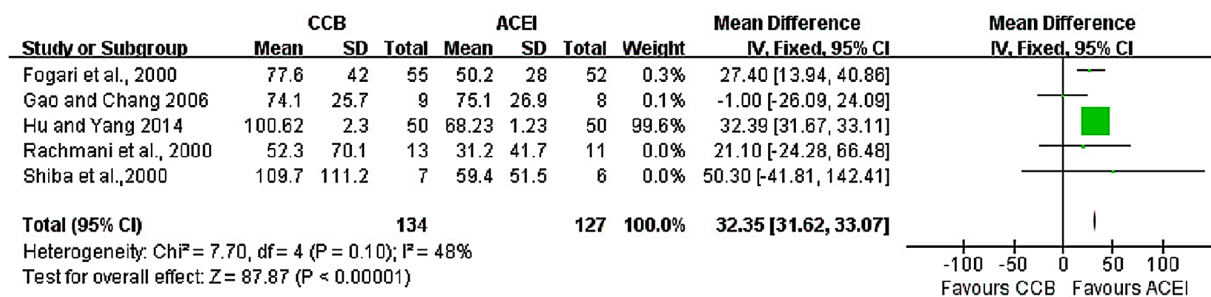 CCB ACEI Mean Difference Mean Difference
Study or Subgroup Mean SD Total Mean SD Total Weight IV, Fixed, 95% CI IV, Fixed, 95% CI
Fogari et al., 2000 77.6 42 55 50.2 28 52 0.3% 27.40 [13.94, 40.86]
Gao and Chang 2006 74.1 25.7 9 75.1 26.9 8 0.1% -1.00 [-26.09, 24.09]
Hu and Yang 2014 100.62 2.3 50 68.23 1.23 50 99.6% 32.39 [31.67, 33.11]
Rachmani et al., 2000 52.3 70.1 13 31.2 41.7 11 0.0% 21.10 [-24.28, 66.48]
Shiba et al.,2000 109.7 111.2 7 59.4 51.5 6 0.0% 50.30 [-41.81, 142.41]
Total (95% CI) 134 127 100.0% 32.35 [31.62, 33.07]
Heterogeneity: Chi² = 7.70, df = 4 (P = 0.10); I² = 48%
Test for overall effect: Z = 87.87 (P < 0.00001)
-100 -50 0 50 100
Favours CCB Favours ACEI